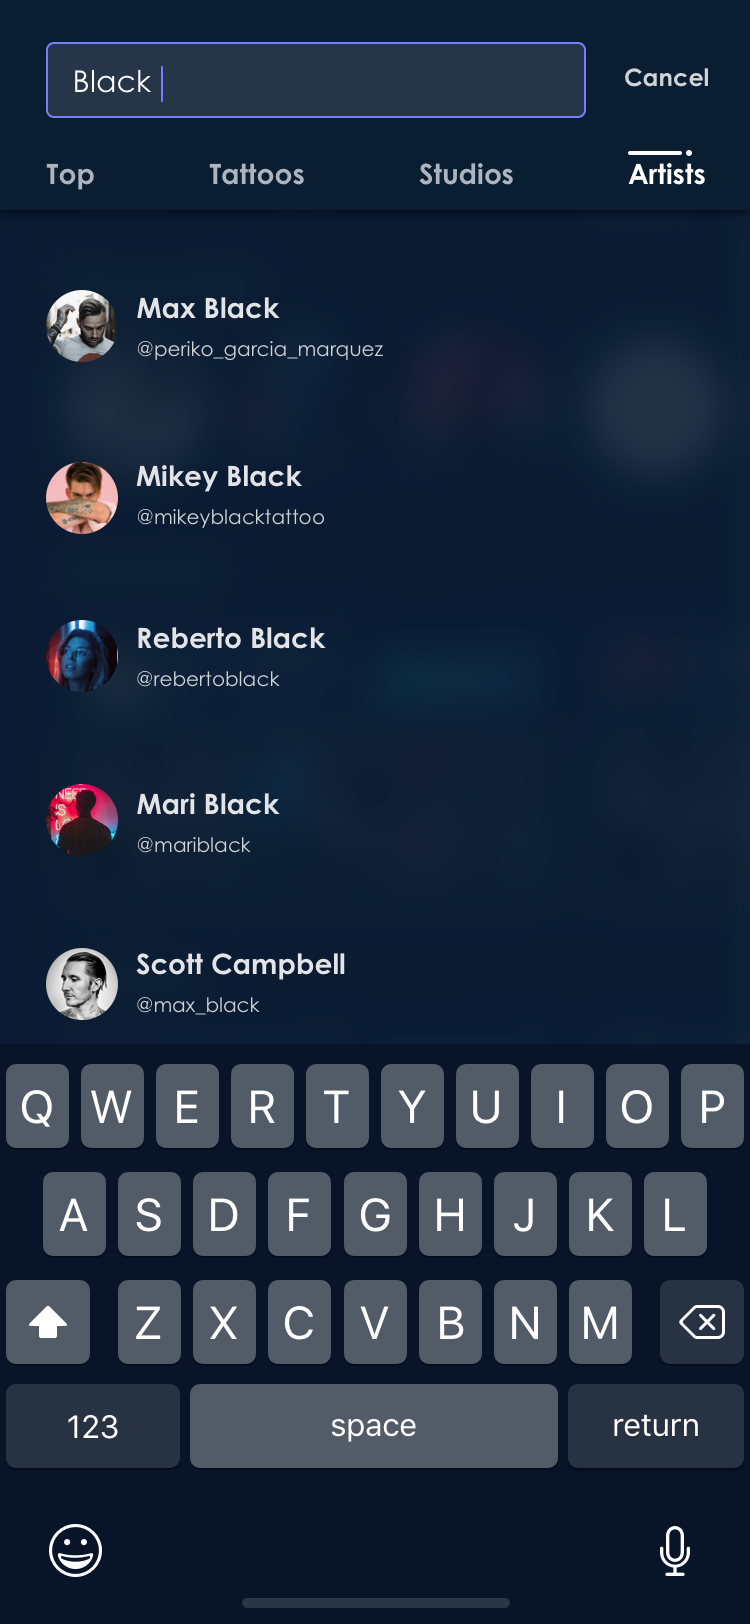 Black
Cancel
Top Tattoos Studios Artists
Max Black
@periko_garcia_marquez
Mikey Black
@mikeyblacktattoo
Reberto Black
@rebertoblack
Mari Black
@mariblack
Scott Campbell
@max_black
Q W E R T Y U I O P
A S D F G H J K L
Z X C V B N M
123 space return